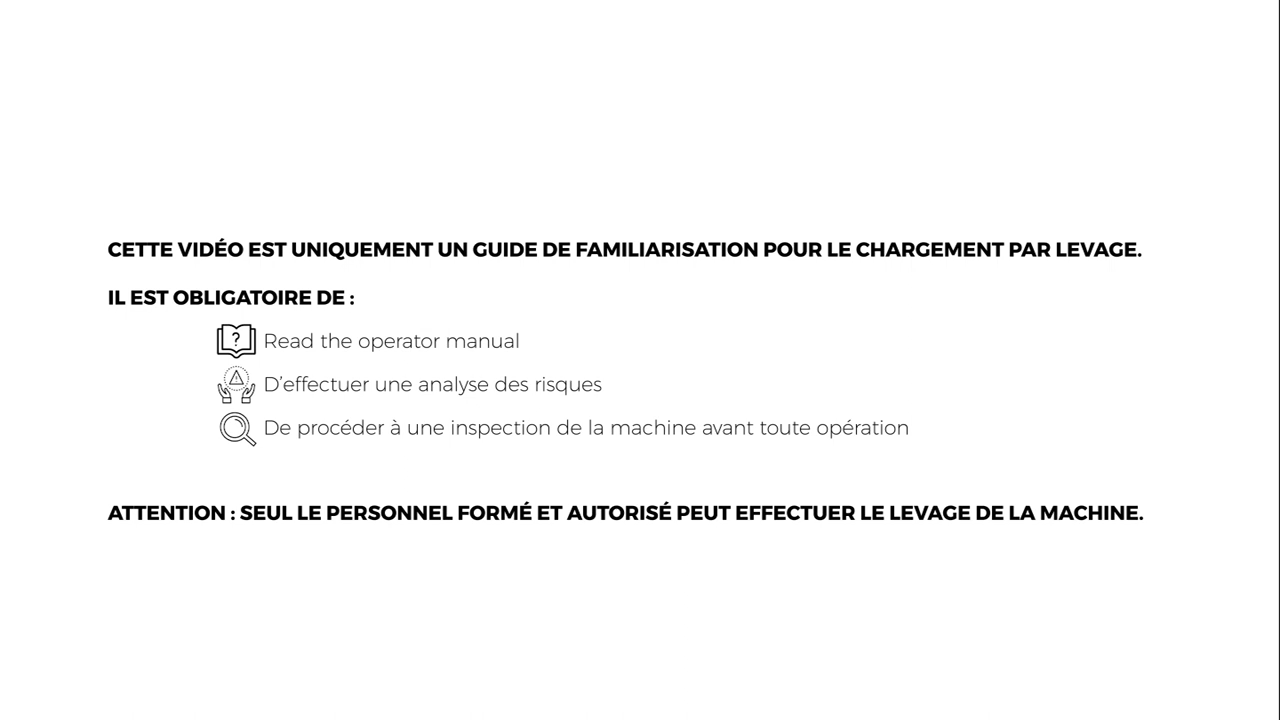 CETTE VIDÉO EST UNIQUEMENT UN GUIDE DE FAMILIARISATION POUR LE CHARGEMENT PAR LEVAGE.
IL EST OBLIGATOIRE DE :
? Read the operator manual
D’effectuer une analyse des risques
De procéder à une inspection de la machine avant toute opération
ATTENTION : SEUL LE PERSONNEL FORMÉ ET AUTORISÉ PEUT EFFECTUER LE LEVAGE DE LA MACHINE.